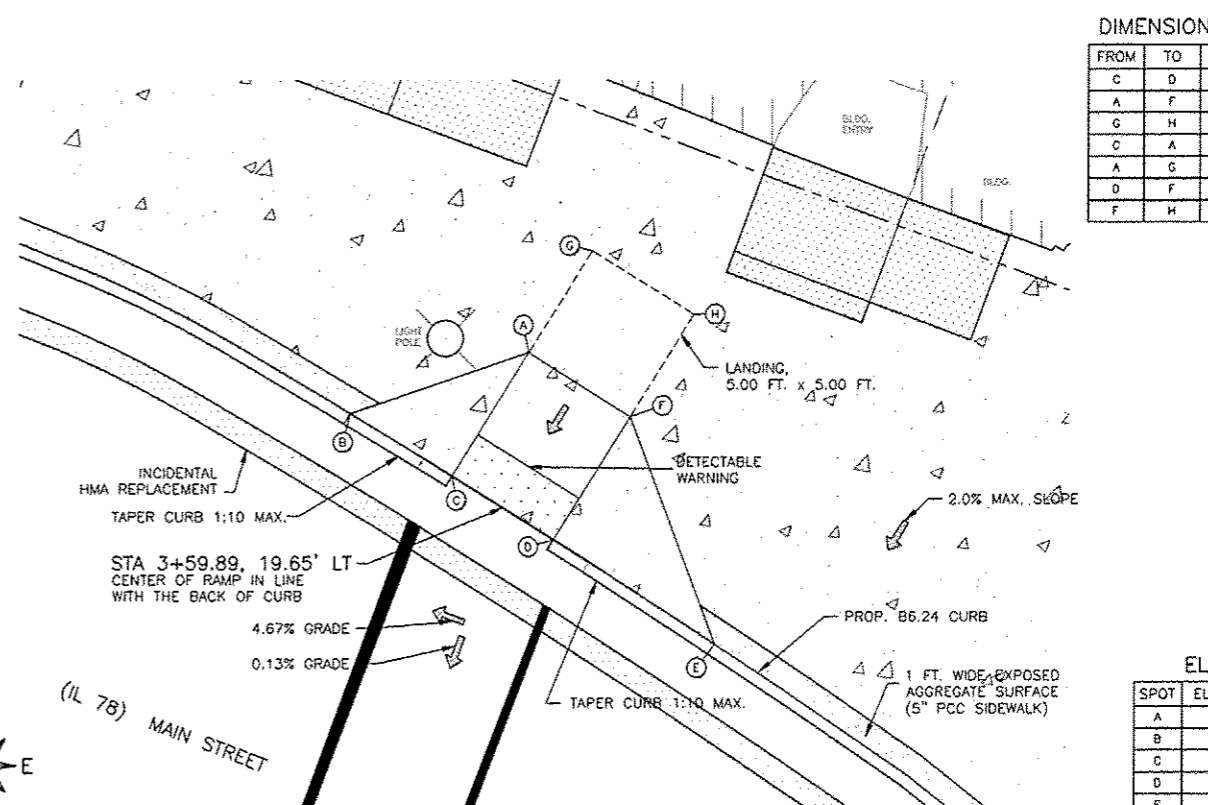 DIMENSION
FROM TO
C D
A F
G H
C A
A G
D F
F H
BLDG.
ENTRY
BLDG.
G
H
A
LIGHT
POLE
LANDING,
5.00 FT. x 5.00 FT.
F
B
DETECTABLE
WARNING
INCIDENTAL
HMA REPLACEMENT
C
2.0% MAX. SLOPE
TAPER CURB 1:10 MAX.
D
STA 3+59.89, 19.65' LT
CENTER OF RAMP IN LINE
WITH THE BACK OF CURB
PROP. B6.24 CURB
4.67% GRADE
0.13% GRADE
E
1 FT. WIDE EXPOSED
AGGREGATE SURFACE
(5" PCC SIDEWALK)
TAPER CURB 1:10 MAX.
(IL 78) MAIN STREET
E
EL
SPOT EL
A
B
C
D
E